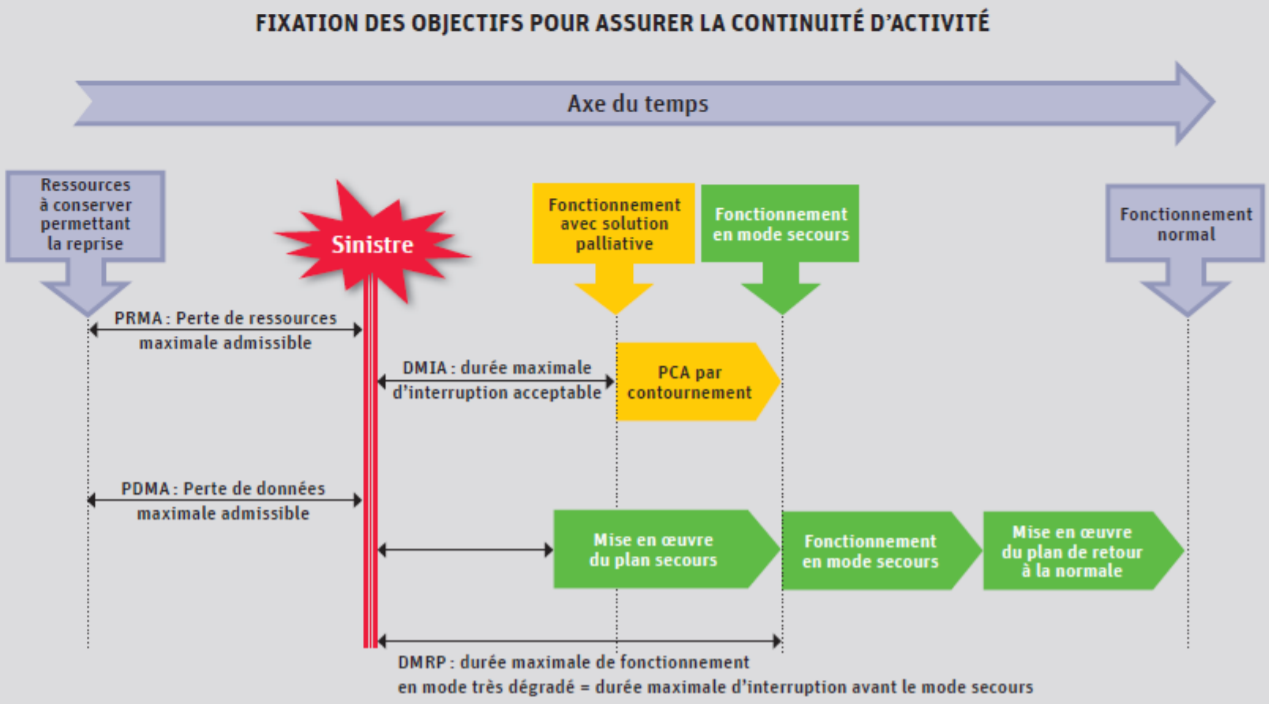 FIXATION DES OBJECTIFS POUR ASSURER LA CONTINUITÉ D'ACTIVITÉ
Axe du temps
Ressources
à conserver
permettant
la reprise
Sinistre
Fonctionnement
avec solution
palliative
Fonctionnement
en mode secours
Fonctionnement
normal
PRMA : Perte de ressources
maximale admissible
DMIA : durée maximale
d'interruption acceptable
PCA par
contournement
PDMA : Perte de données
maximale admissible
Mise en œuvre
du plan secours
Fonctionnement
en mode secours
Mise en œuvre
du plan de retour
à la normale
DMRP : durée maximale de fonctionnement
en mode très dégradé = durée maximale d'interruption avant le mode secours